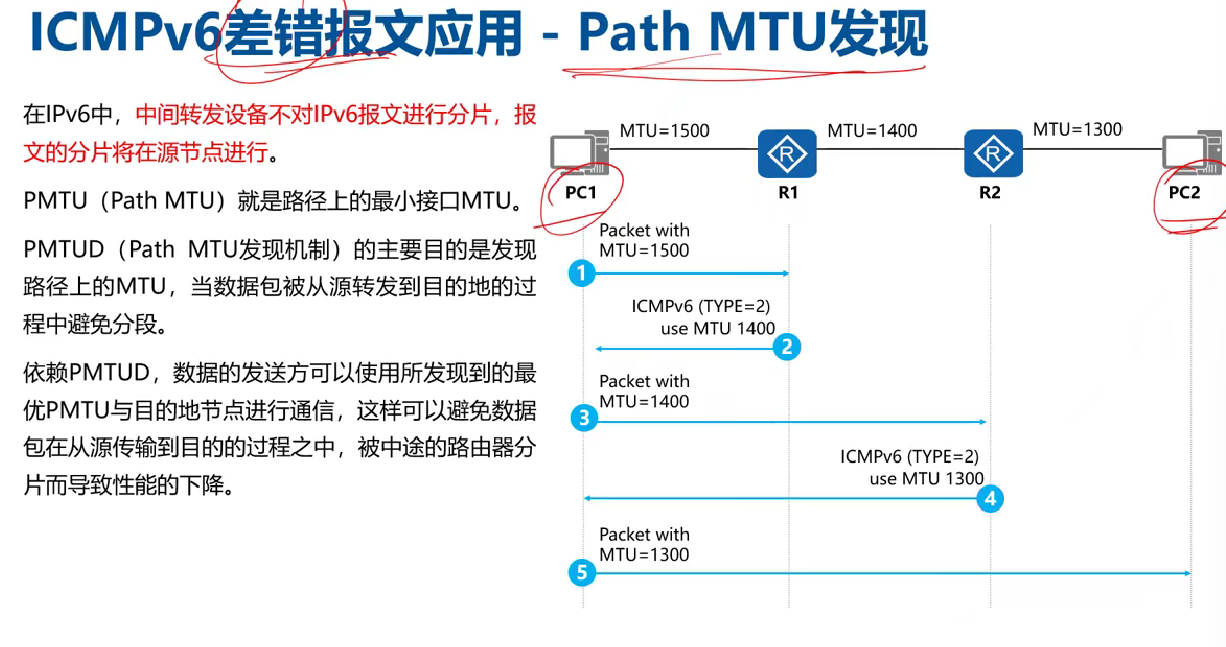 ICMPv6差错报文应用 - Path MTU发现
在IPv6中，中间转发设备不对IPv6报文进行分片，报
文的分片将在源节点进行。
PMTU（Path MTU）就是路径上的最小接口MTU。
PMTUD（Path MTU发现机制）的主要目的是发现
路径上的MTU，当数据包被从源转发到目的地的过
程中避免分段。
依赖PMTUD，数据的发送方可以使用所发现到的最
优PMTU与目的地节点进行通信，这样可以避免数据
包在从源传输到目的的过程之中，被中途的路由器分
片而导致性能的下降。
MTU=1500
MTU=1400
MTU=1300
R
R
PC1
R1
R2
PC2
Packet with
MTU=1500
1
ICMPv6 (TYPE=2)
use MTU 1400
2
Packet with
MTU=1400
3
ICMPv6 (TYPE=2)
use MTU 1300
4
Packet with
MTU=1300
5